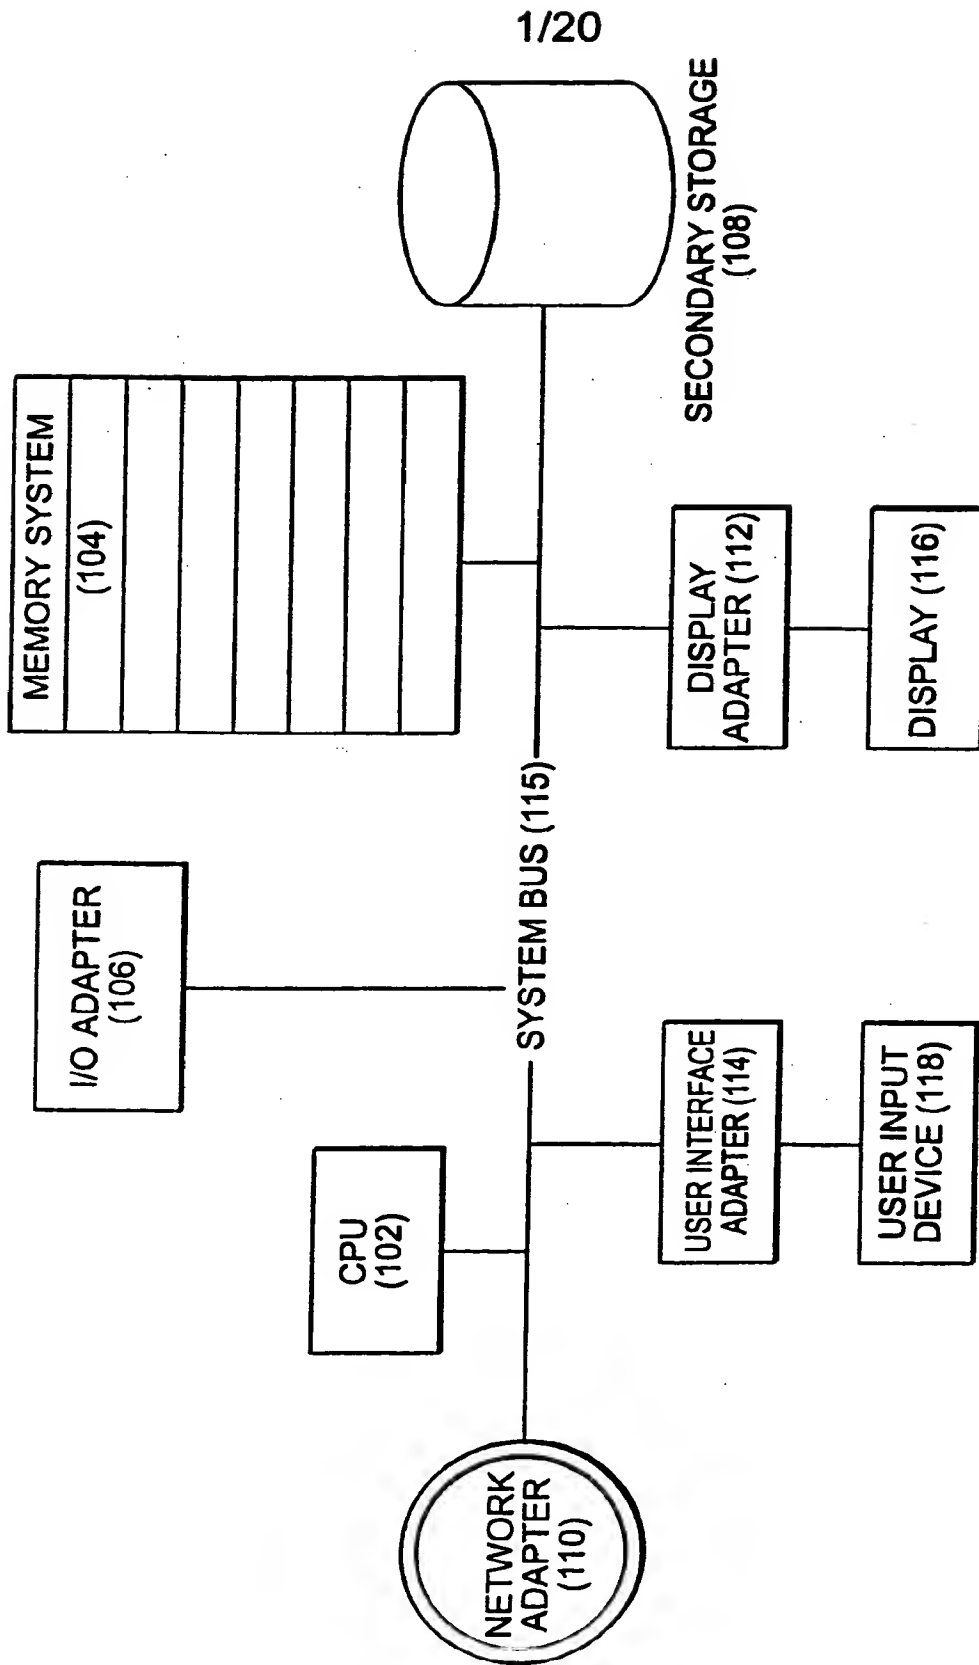 1/20
MEMORY SYSTEM
(104)
I/O ADAPTER
(106)
CPU
(102)
NETWORK
ADAPTER
(110)
SYSTEM BUS (115)
SECONDARY STORAGE
(108)
USER INTERFACE
ADAPTER (114)
DISPLAY
ADAPTER (112)
USER INPUT
DEVICE (118)
DISPLAY (116)